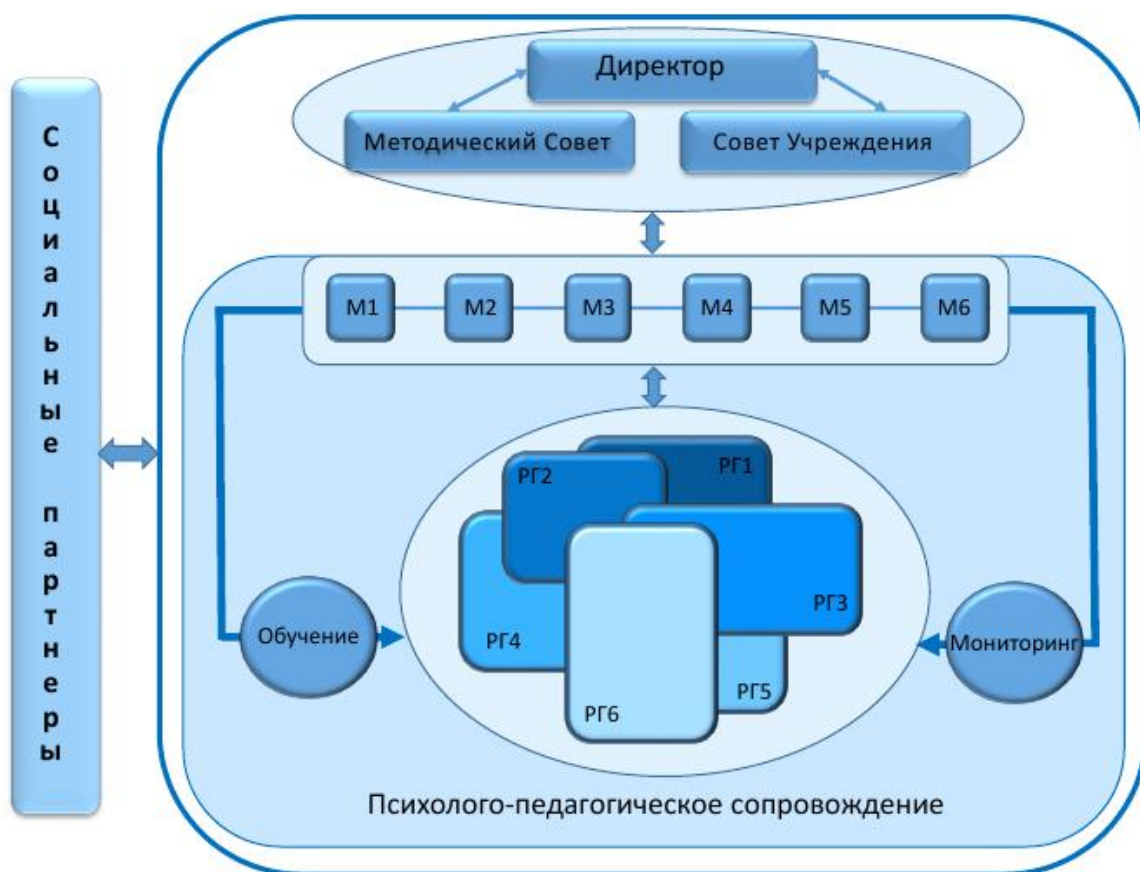 Социальные партнеры
Директор
Методический Совет
Совет Учреждения
М1
М2
М3
М4
М5
М6
РГ1
РГ2
РГ3
РГ4
РГ5
РГ6
Обучение
Мониторинг
Психолого-педагогическое сопровождение